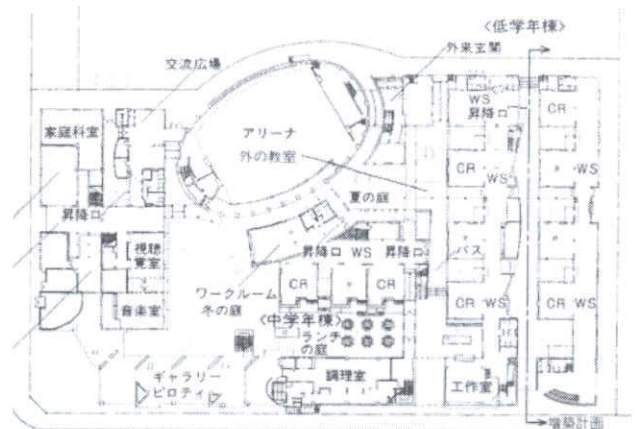 〈低学年棟〉
外来玄関
交流広場
WS
昇降口
CR
家庭科室
アリーナ
外の教室
CR
WS
WS
夏の庭
昇降口
視聴
覚室
昇降口 WS 昇降口
パス
ワークルーム
冬の庭
CR
CR
CR
WS
CR
WS
音楽室
〈中学年棟〉
ランチ
の庭
ギャラリー
ピロティ
調理室
工作室
増築計画